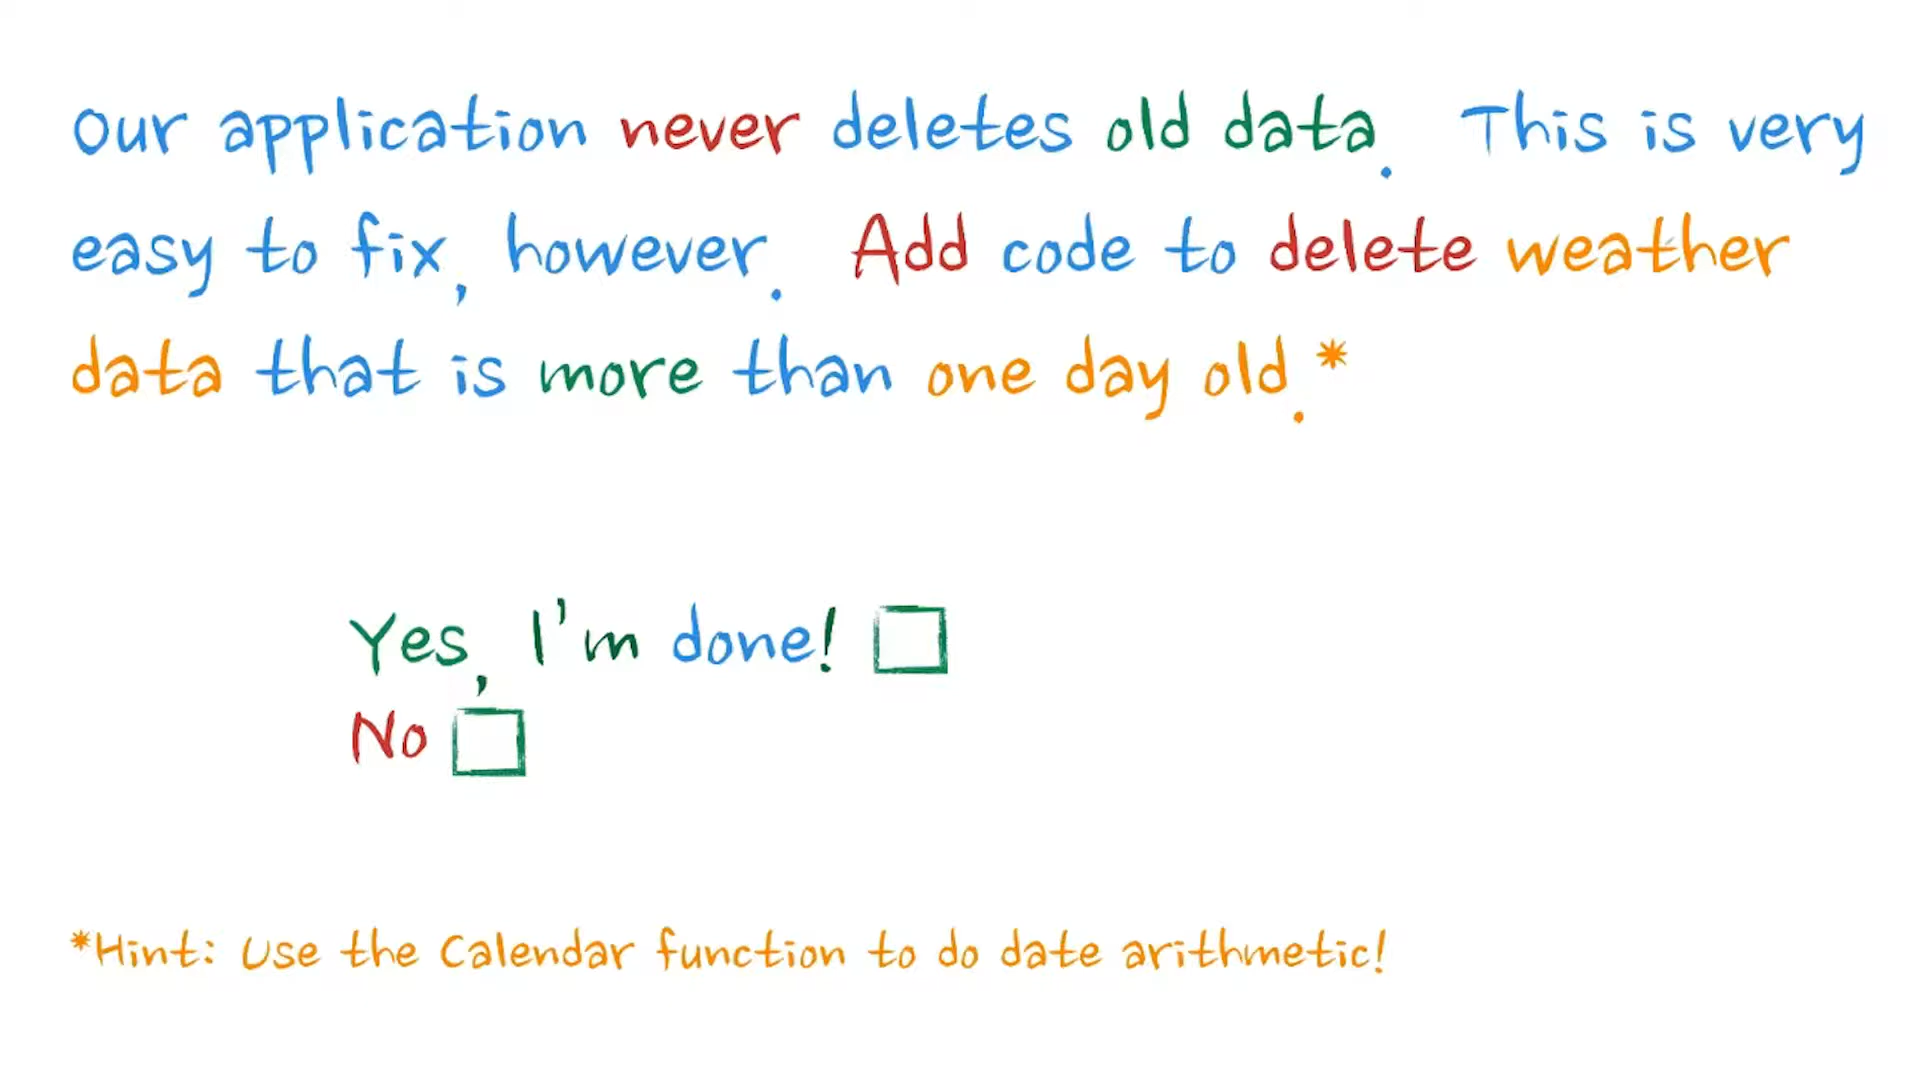 Our application never deletes old data. This is very
easy to fix, however. Add code to delete weather
data that is more than one day old.*
Yes, I'm done!
No
*Hint: Use the Calendar function to do date arithmetic!